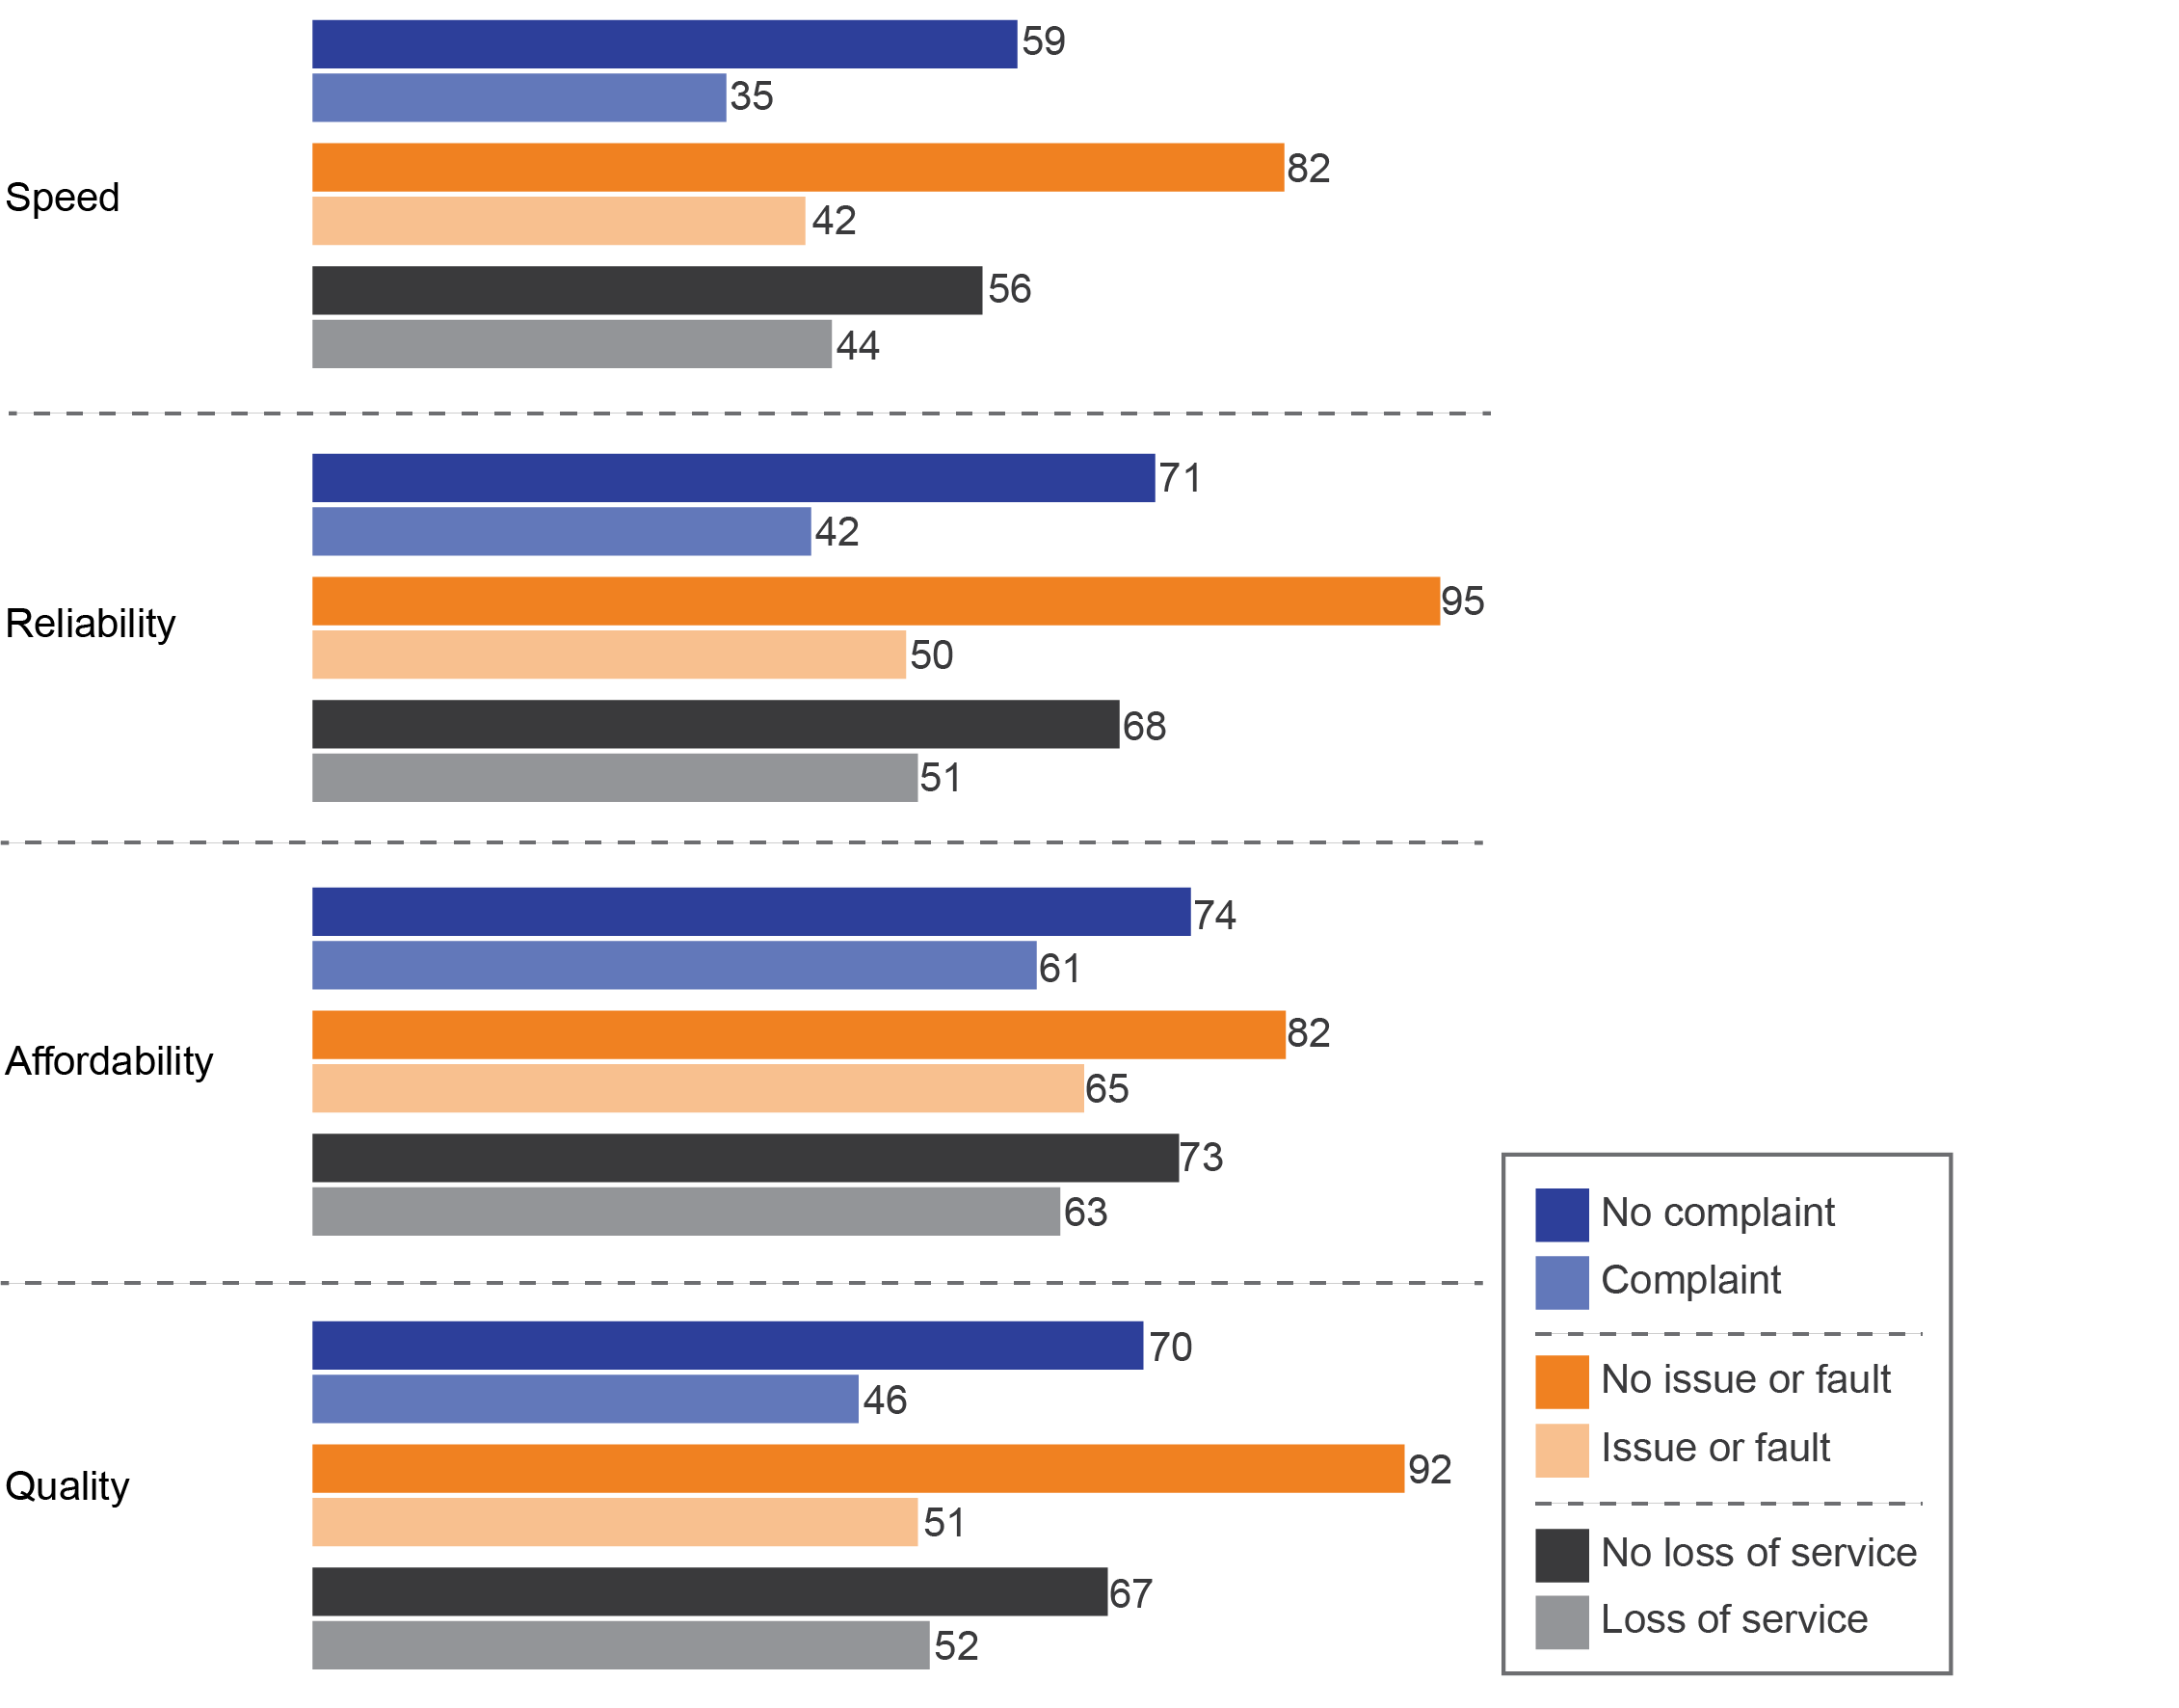 59
35
Speed
82
42
56
44
71
42
Reliability
95
50
68
51
74
61
Affordability
82
65
73
63
70
46
Quality
92
51
67
52
No complaint
Complaint
No issue or fault
Issue or fault
No loss of service
Loss of service